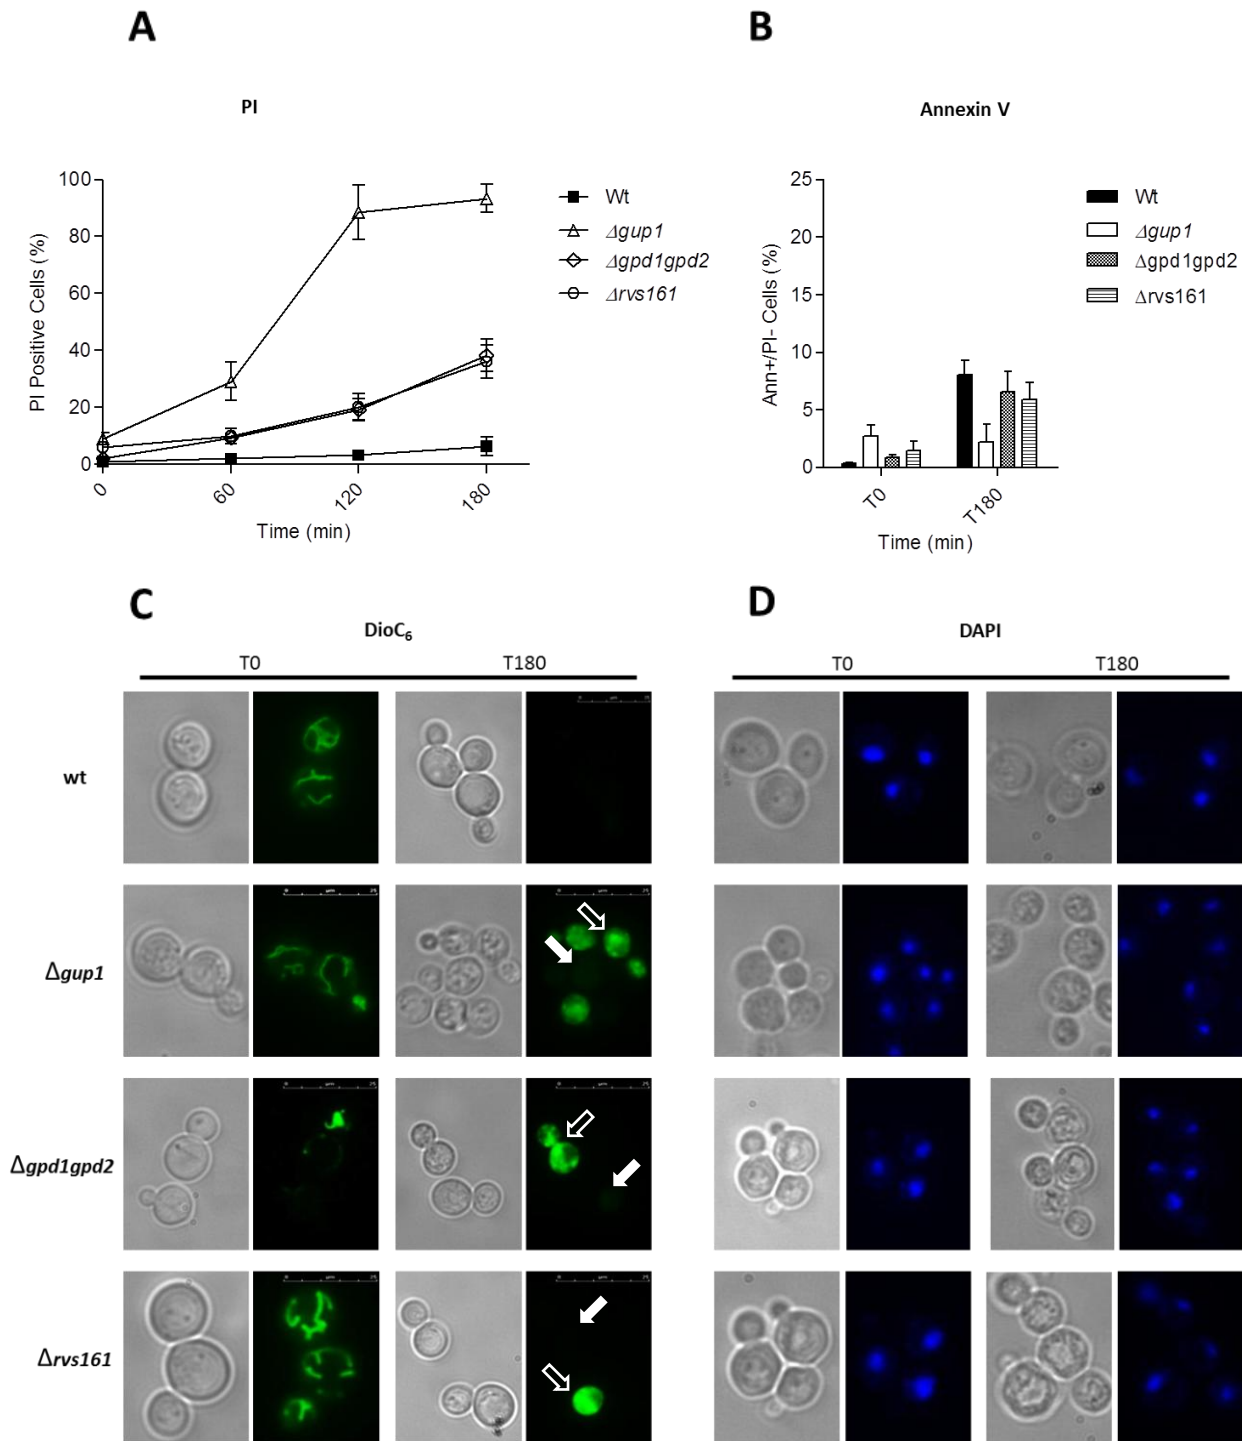 A
PI
PI Positive Cells (%)
100
80
60
40
20
0
0
60
120
180
Time (min)
Wt
Δgup1
Δgpd1gpd2
Δrvs161
B
Annexin V
Ann+/PI- Cells (%)
25
20
15
10
5
0
T0
T180
Time (min)
Wt
Δgup1
Δgpd1gpd2
Δrvs161
C
DioC6
T0
T180
D
DAPI
T0
T180
wt
Δgup1
Δgpd1gpd2
Δrvs161